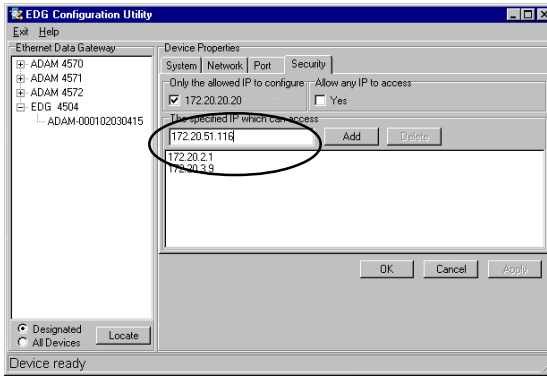 EDG Configuration Utility
Exit Help
Ethernet Data Gateway
ADAM 4570
ADAM 4571
ADAM 4572
EDG 4504
ADAM-000102030415
Designated
All Devices
Locate
Device Properties
System Network Port Security
Only the allowed IP to configure
172.20.20.20
Allow any IP to access
Yes
The specified IP which can access
172.20.51.116
Add
Delete
172.20.2.1
172.20.3.9
OK
Cancel
Apply
Device ready